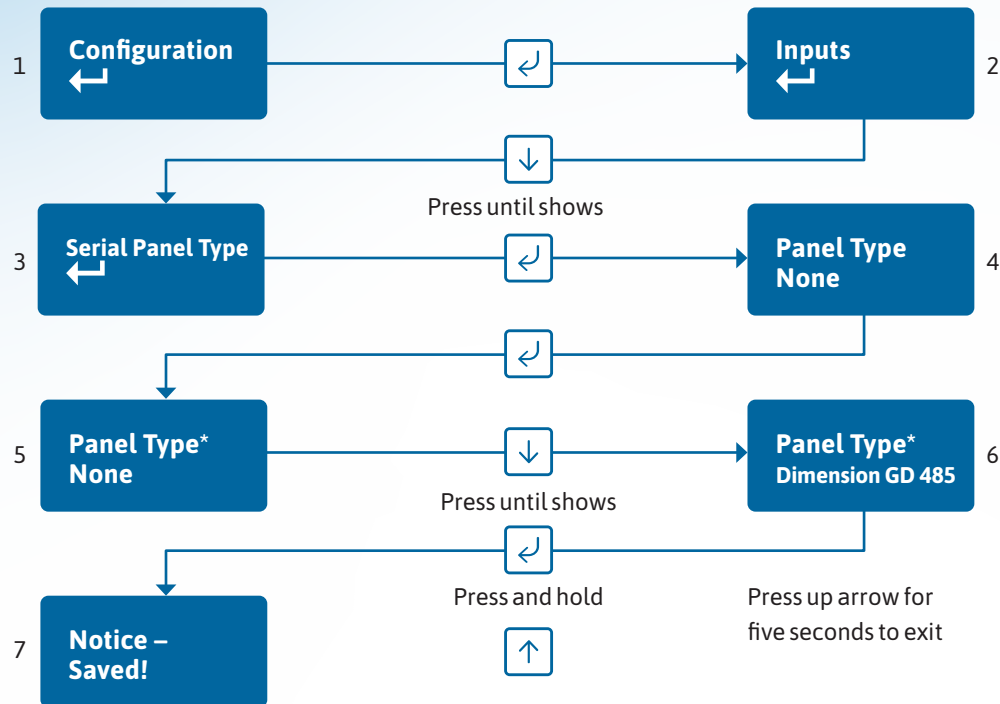 1
Configuration
Inputs
2
Press until shows
3
Serial Panel Type
Panel Type
None
4
5
Panel Type*
None
Press until shows
Panel Type*
Dimension GD 485
6
Press and hold
Press up arrow for
five seconds to exit
7
Notice –
Saved!